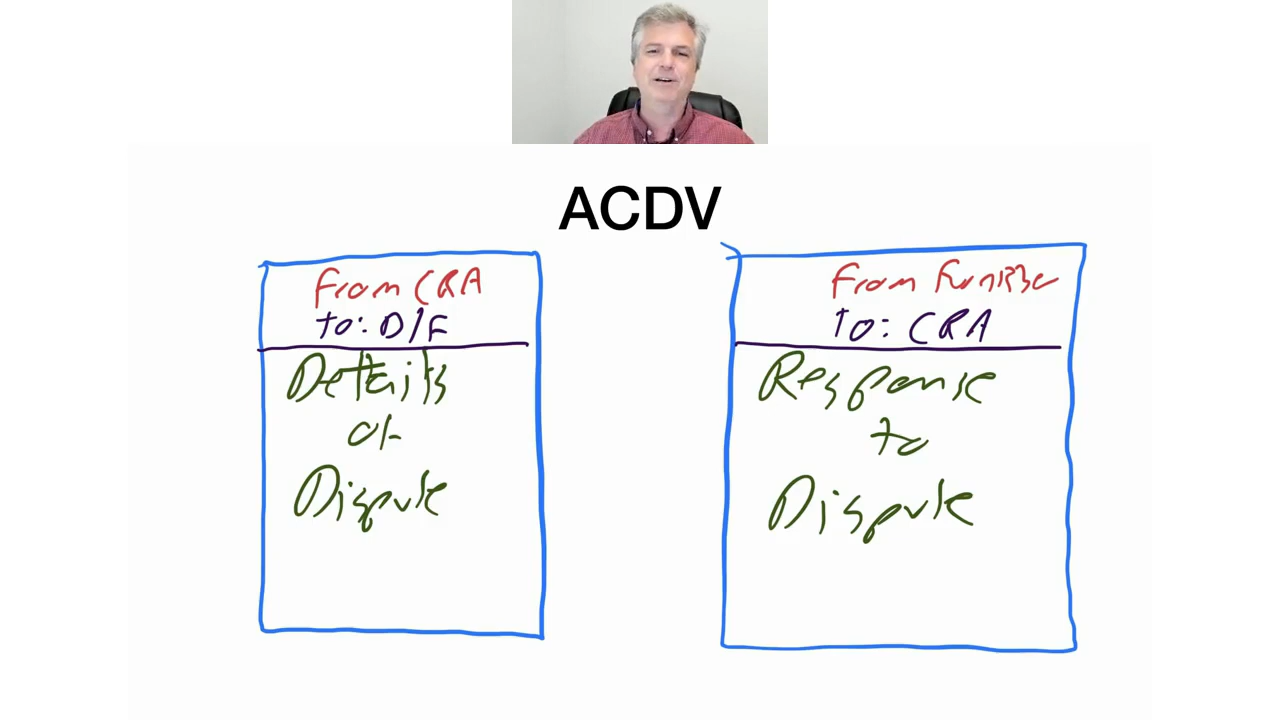 ACDV
From CRA
to: D/F
Details
of
Dispute
From Furnisher
To: CRA
Response
to
Dispute